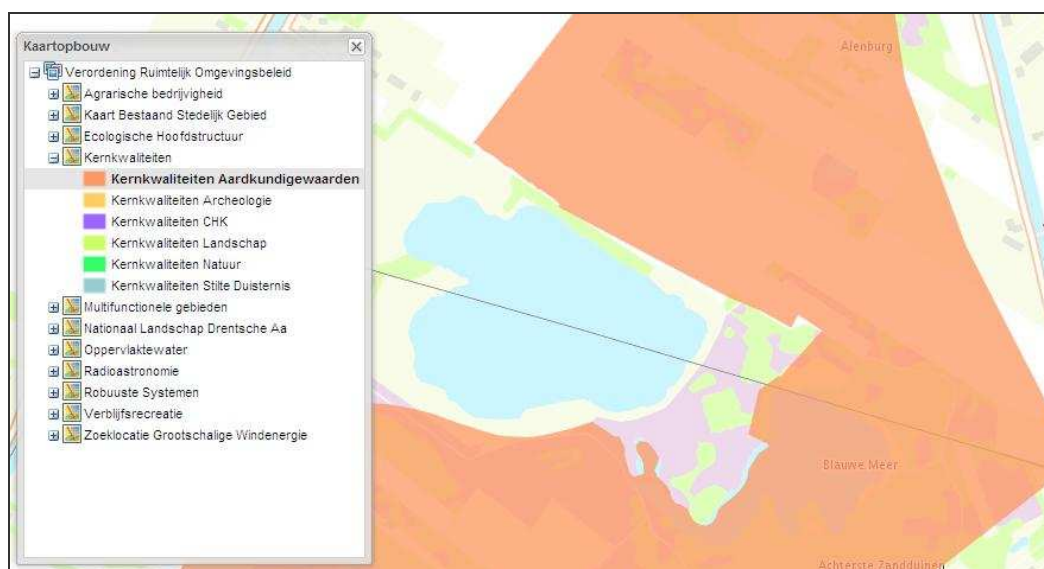 Kaartopbouw
Verordening Ruimtelijk Omgevingsbeleid
Agrarische bedrijvigheid
Kaart Bestaand Stedelijk Gebied
Ecologische Hoofdstructuur
Kernkwaliteiten
Kernkwaliteiten Aardkundigewaarden
Kernkwaliteiten Archeologie
Kernkwaliteiten CHK
Kernkwaliteiten Landschap
Kernkwaliteiten Natuur
Kernkwaliteiten Stilte Duisternis
Multifunctionele gebieden
Nationaal Landschap Drentsche Aa
Oppervlaktewater
Radioastronomie
Robuuste Systemen
Verblijfsrecreatie
Zoeklocatie Grootschalige Windenergie
Alenburg
Blauwe Meer
Achterste Zandduinen